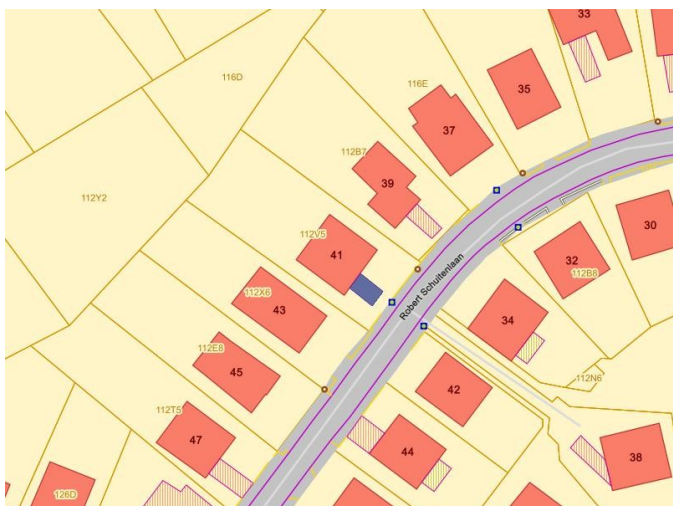 33
116D
116E
35
37
112B7
39
112Y2
30
112V5
41
32
112B8
Robert Schuitenlaan
112X6
43
34
112E8
45
42
112N6
112T5
47
44
38
126D